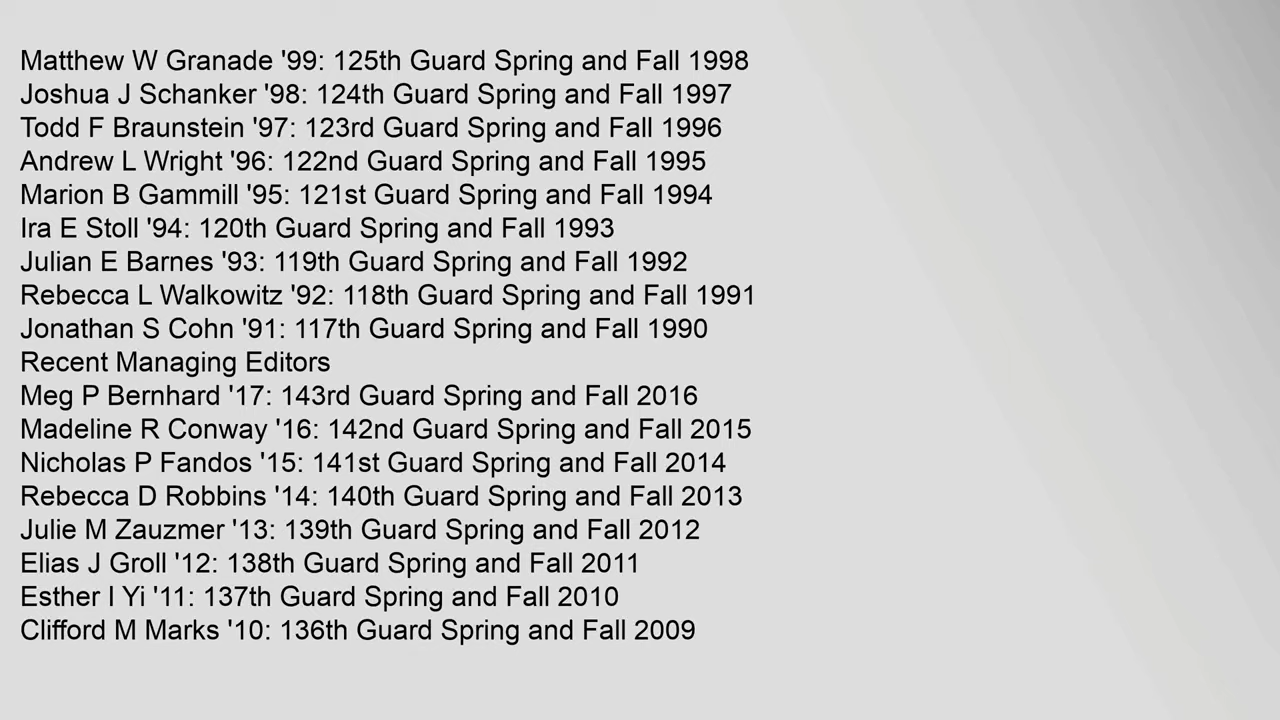 Matthew W Granade '99: 125th Guard Spring and Fall 1998
Joshua J Schanker '98: 124th Guard Spring and Fall 1997
Todd F Braunstein '97: 123rd Guard Spring and Fall 1996
Andrew L Wright '96: 122nd Guard Spring and Fall 1995
Marion B Gammill '95: 121st Guard Spring and Fall 1994
Ira E Stoll '94: 120th Guard Spring and Fall 1993
Julian E Barnes '93: 119th Guard Spring and Fall 1992
Rebecca L Walkowitz '92: 118th Guard Spring and Fall 1991
Jonathan S Cohn '91: 117th Guard Spring and Fall 1990
Recent Managing Editors
Meg P Bernhard '17: 143rd Guard Spring and Fall 2016
Madeline R Conway '16: 142nd Guard Spring and Fall 2015
Nicholas P Fandos '15: 141st Guard Spring and Fall 2014
Rebecca D Robbins '14: 140th Guard Spring and Fall 2013
Julie M Zauzmer '13: 139th Guard Spring and Fall 2012
Elias J Groll '12: 138th Guard Spring and Fall 2011
Esther I Yi '11: 137th Guard Spring and Fall 2010
Clifford M Marks '10: 136th Guard Spring and Fall 2009